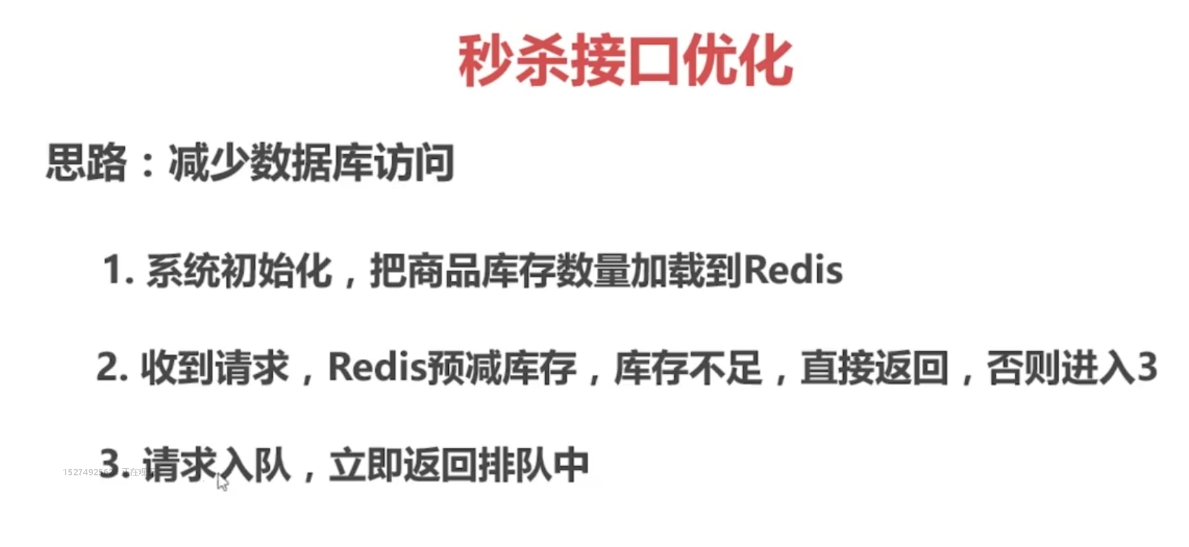 秒杀接口优化
思路：减少数据库访问
1. 系统初始化，把商品库存数量加载到Redis
2. 收到请求，Redis预减库存，库存不足，直接返回，否则进入3
3. 请求入队，立即返回排队中